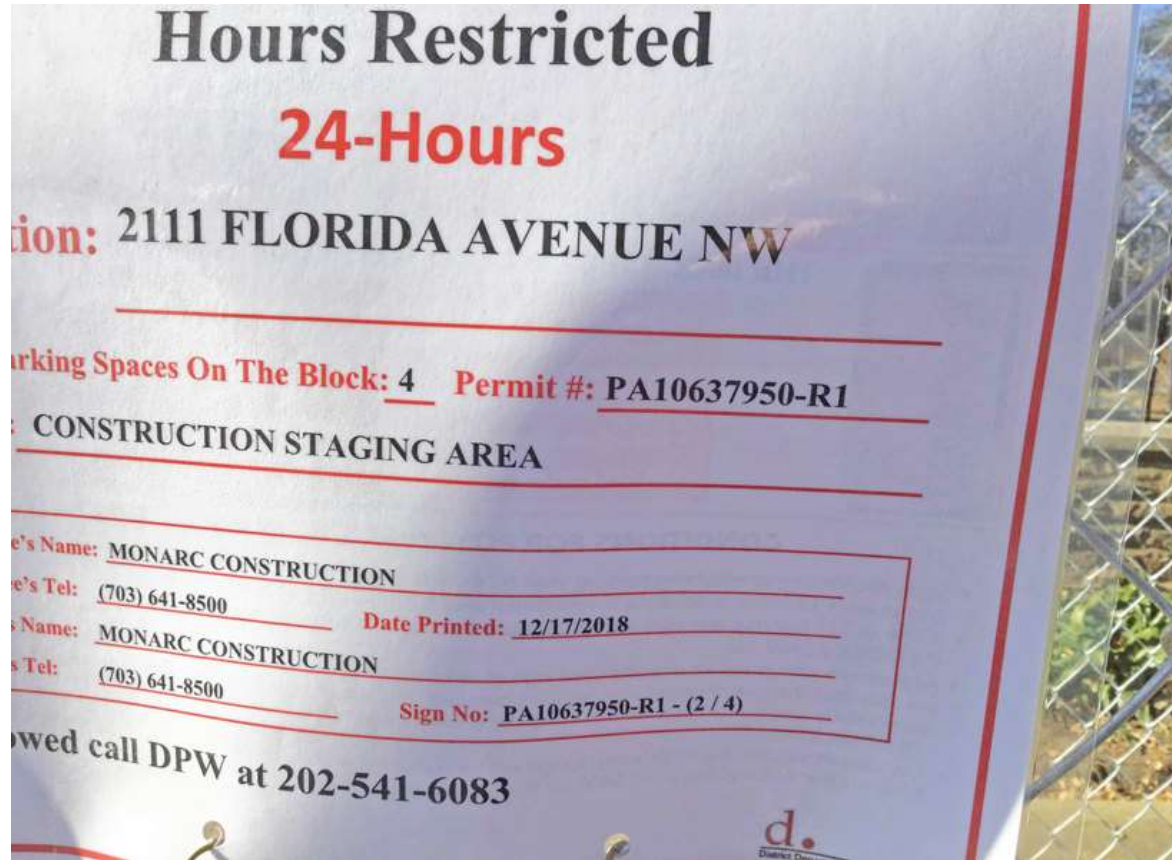 Hours Restricted
24-Hours
tion: 2111 FLORIDA AVENUE NW
arking Spaces On The Block: 4 Permit #: PA10637950-R1
: CONSTRUCTION STAGING AREA
e's Name: MONARC CONSTRUCTION
e's Tel: (703) 641-8500 Date Printed: 12/17/2018
s Name: MONARC CONSTRUCTION
s Tel: (703) 641-8500 Sign No: PA10637950-R1 - (2 / 4)
owed call DPW at 202-541-6083
d.
District